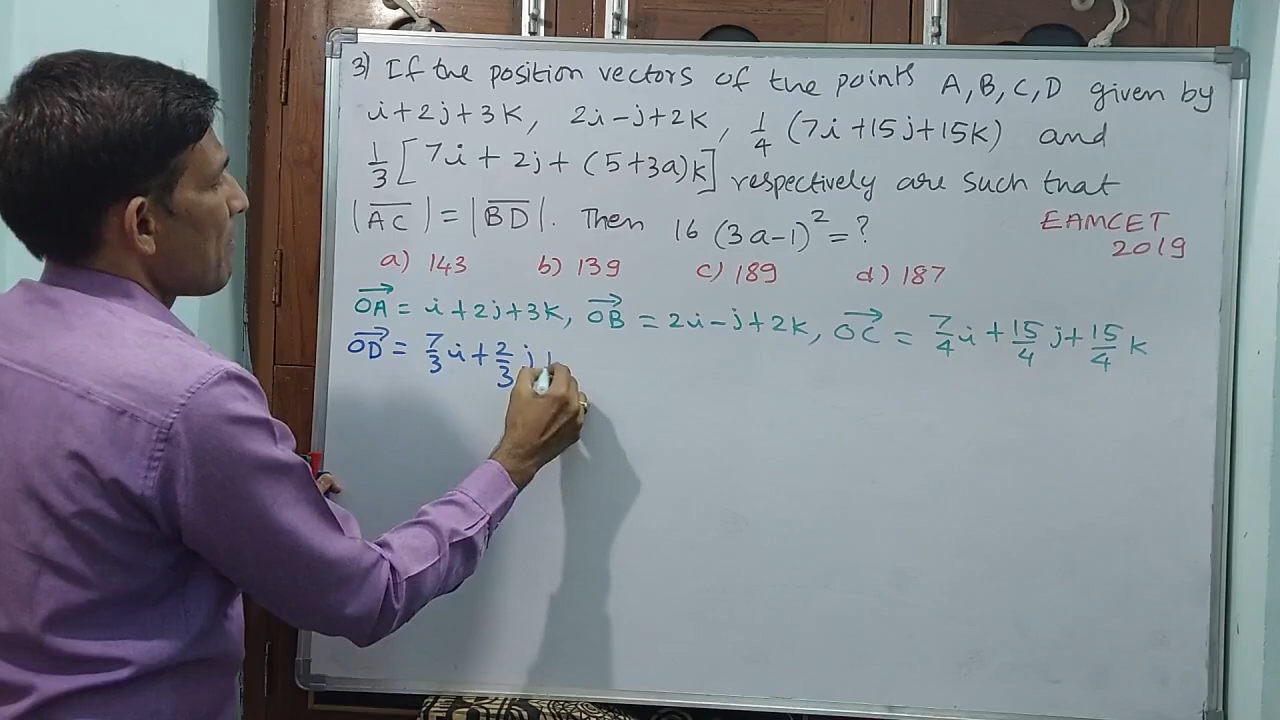 3) If the position vectors of the points A, B, C, D given by
i+2j+3k, 2i-j+2k, 1/4 (7i+15j+15k) and
1/3 [7i+2j+(5+3a)k] respectively are such that
|AC| = |BD|. Then 16 (3a-1)² = ?
EAMCET
2019
a) 143 b) 139 c) 189 d) 187
OA = i+2j+3k, OB = 2i-j+2k, OC = 7/4 i + 15/4 j + 15/4 k
OD = 7/3 i + 2/3 j